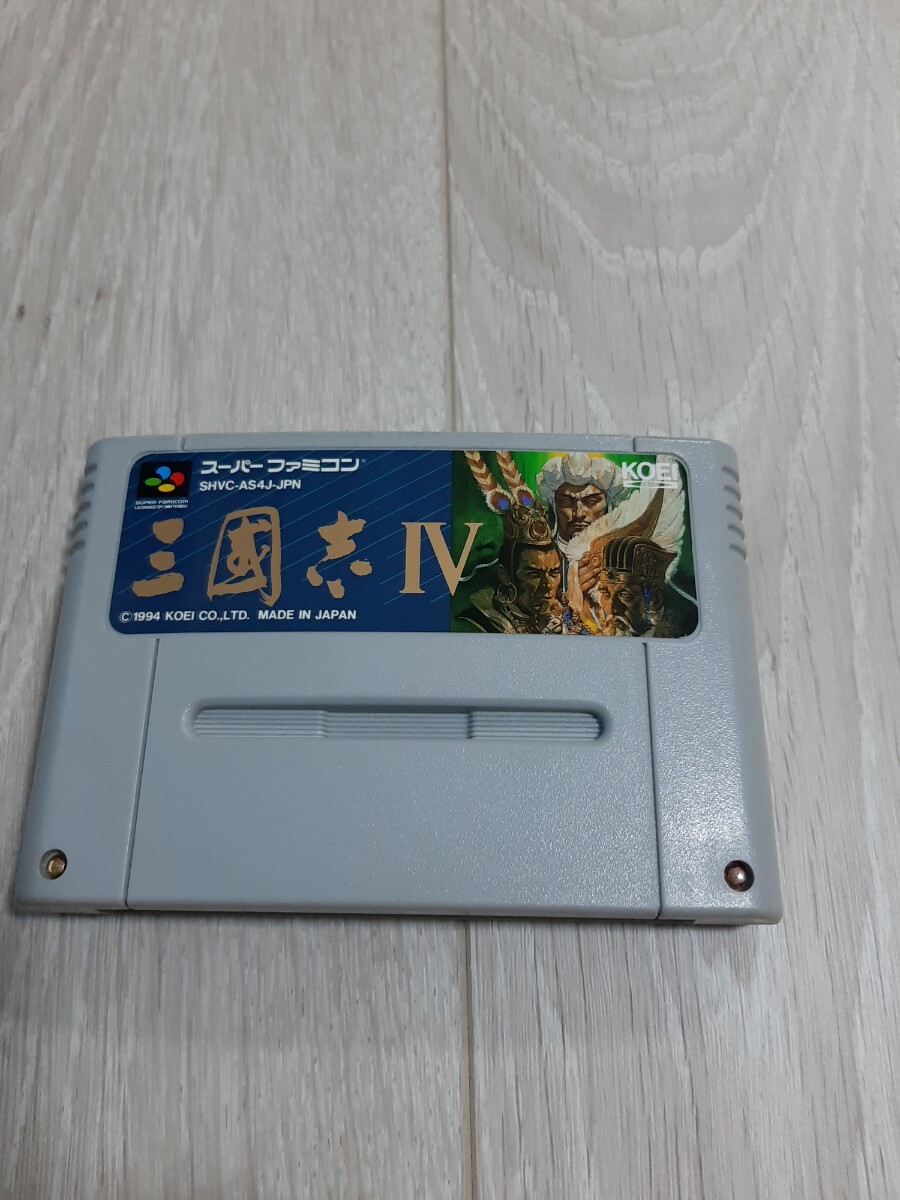 スーパーファミコン®
SHVC-AS4J-JPN
SUPER FAMICOM
LICENSED BY NINTENDO
KOEI
三國志 IV
© 1994 KOEI CO.,LTD. MADE IN JAPAN